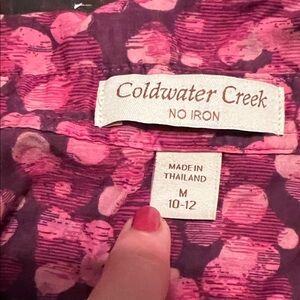 Coldwater Creek
NO IRON
MADE IN
THAILAND
M
10-12